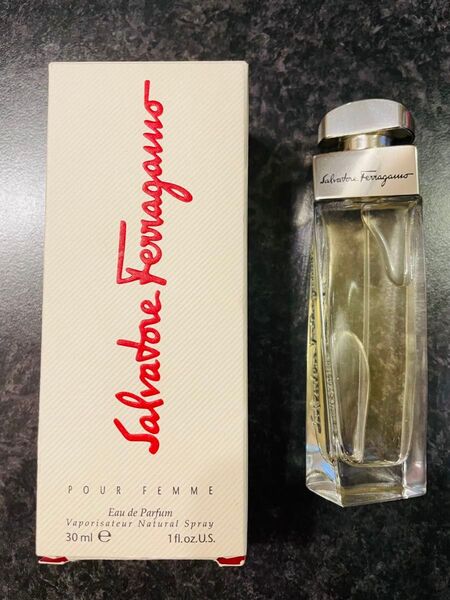 Salvatore Ferragamo
POUR FEMME
Eau de Parfum
Vaporisateur Natural Spray
30 ml ℮ 1 fl.oz.U.S.
Salvatore Ferragamo